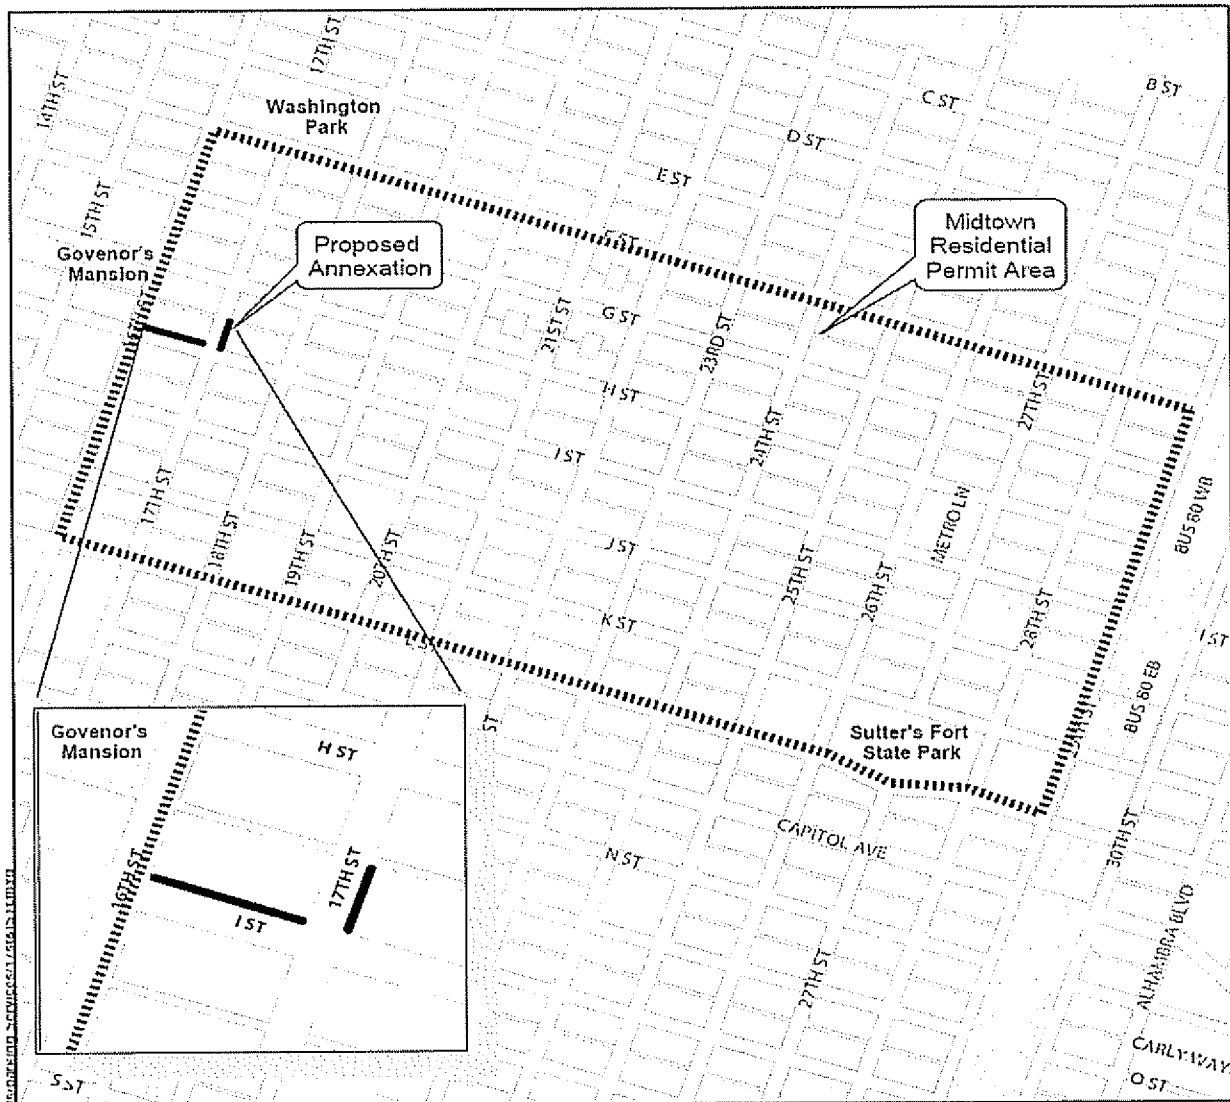 17TH ST
B ST
C ST
14TH ST
Washington
Park
D ST
E ST
15TH ST
Midtown
Residential
Permit Area
Proposed
Annexation
Govenor's
Mansion
F ST
G ST
21ST ST
23RD ST
H ST
27TH ST
24TH ST
I ST
17TH ST
METRO LN
BUS 80 WB
18TH ST
19TH ST
20TH ST
J ST
25TH ST
26TH ST
28TH ST
K ST
I ST
L ST
BUS 80 EB
29TH ST
ST
Sutter's Fort
State Park
Govenor's
Mansion
H ST
CAPITOL AVE
30TH ST
N ST
16TH ST
17TH ST
I ST
ALHAMBRA BLVD
27TH ST
CARLY WAY
O ST
S ST